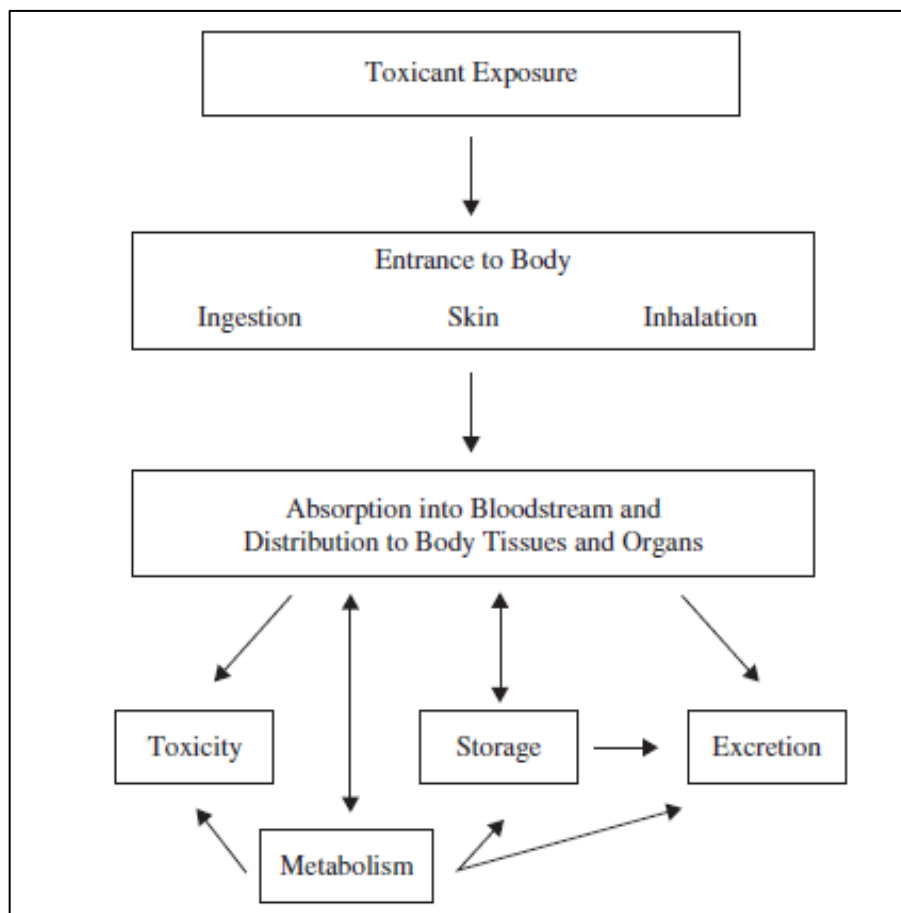 Toxicant Exposure
Entrance to Body
Ingestion Skin Inhalation
Absorption into Bloodstream and
Distribution to Body Tissues and Organs
Toxicity Storage Excretion
Metabolism